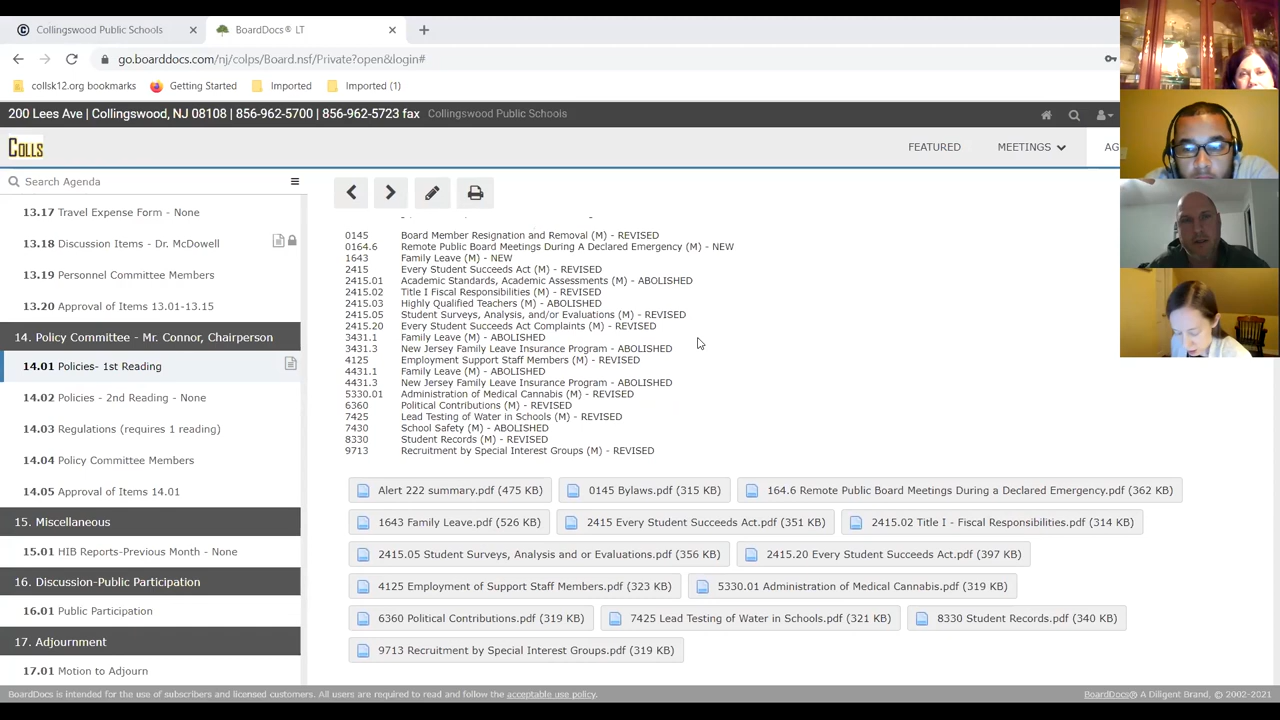 Collingswood Public Schools
BoardDocs® LT
go.boarddocs.com/nj/colps/Board.nsf/Private?open&login#
collsk12.org bookmarks Getting Started Imported Imported (1)
200 Lees Ave | Collingswood, NJ 08108 | 856-962-5700 | 856-962-5723 fax Collingswood Public Schools
COLLS
FEATURED MEETINGS AG
Search Agenda
13.17 Travel Expense Form - None
13.18 Discussion Items - Dr. McDowell
13.19 Personnel Committee Members
13.20 Approval of Items 13.01-13.15
14. Policy Committee - Mr. Connor, Chairperson
14.01 Policies- 1st Reading
14.02 Policies - 2nd Reading - None
14.03 Regulations (requires 1 reading)
14.04 Policy Committee Members
14.05 Approval of Items 14.01
15. Miscellaneous
15.01 HIB Reports-Previous Month - None
16. Discussion-Public Participation
16.01 Public Participation
17. Adjournment
17.01 Motion to Adjourn
0145 Board Member Resignation and Removal (M) - REVISED
0164.6 Remote Public Board Meetings During A Declared Emergency (M) - NEW
1643 Family Leave (M) - NEW
2415 Every Student Succeeds Act (M) - REVISED
2415.01 Academic Standards, Academic Assessments (M) - ABOLISHED
2415.02 Title I Fiscal Responsibilities (M) - REVISED
2415.03 Highly Qualified Teachers (M) - ABOLISHED
2415.05 Student Surveys, Analysis, and/or Evaluations (M) - REVISED
2415.20 Every Student Succeeds Act Complaints (M) - REVISED
3431.1 Family Leave (M) - ABOLISHED
3431.3 New Jersey Family Leave Insurance Program - ABOLISHED
4125 Employment Support Staff Members (M) - REVISED
4431.1 Family Leave (M) - ABOLISHED
4431.3 New Jersey Family Leave Insurance Program - ABOLISHED
5330.01 Administration of Medical Cannabis (M) - REVISED
6360 Political Contributions (M) - REVISED
7425 Lead Testing of Water in Schools (M) - REVISED
7430 School Safety (M) - ABOLISHED
8330 Student Records (M) - REVISED
9713 Recruitment by Special Interest Groups (M) - REVISED
Alert 222 summary.pdf (475 KB) 0145 Bylaws.pdf (315 KB) 164.6 Remote Public Board Meetings During a Declared Emergency.pdf (362 KB)
1643 Family Leave.pdf (526 KB) 2415 Every Student Succeeds Act.pdf (351 KB) 2415.02 Title I - Fiscal Responsibilities.pdf (314 KB)
2415.05 Student Surveys, Analysis and or Evaluations.pdf (356 KB) 2415.20 Every Student Succeeds Act.pdf (397 KB)
4125 Employment of Support Staff Members.pdf (323 KB) 5330.01 Administration of Medical Cannabis.pdf (319 KB)
6360 Political Contributions.pdf (319 KB) 7425 Lead Testing of Water in Schools.pdf (321 KB) 8330 Student Records.pdf (340 KB)
9713 Recruitment by Special Interest Groups.pdf (319 KB)
BoardDocs is intended for the use of subscribers and licensed customers. All users are required to read and follow the acceptable use policy. BoardDocs® A Diligent Brand, © 2002-2021